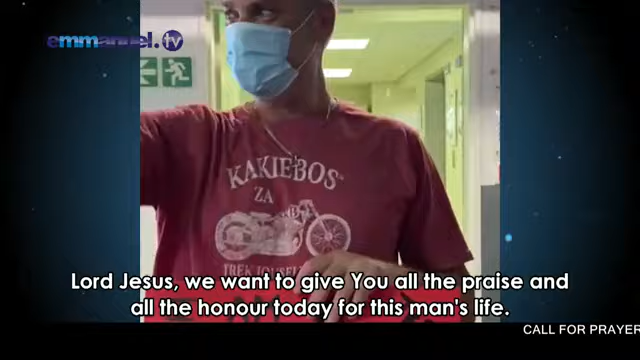 emmanuel.tv
KAKIEBOS
ZA
Lord Jesus, we want to give You all the praise and
all the honour today for this man's life.
CALL FOR PRAYER